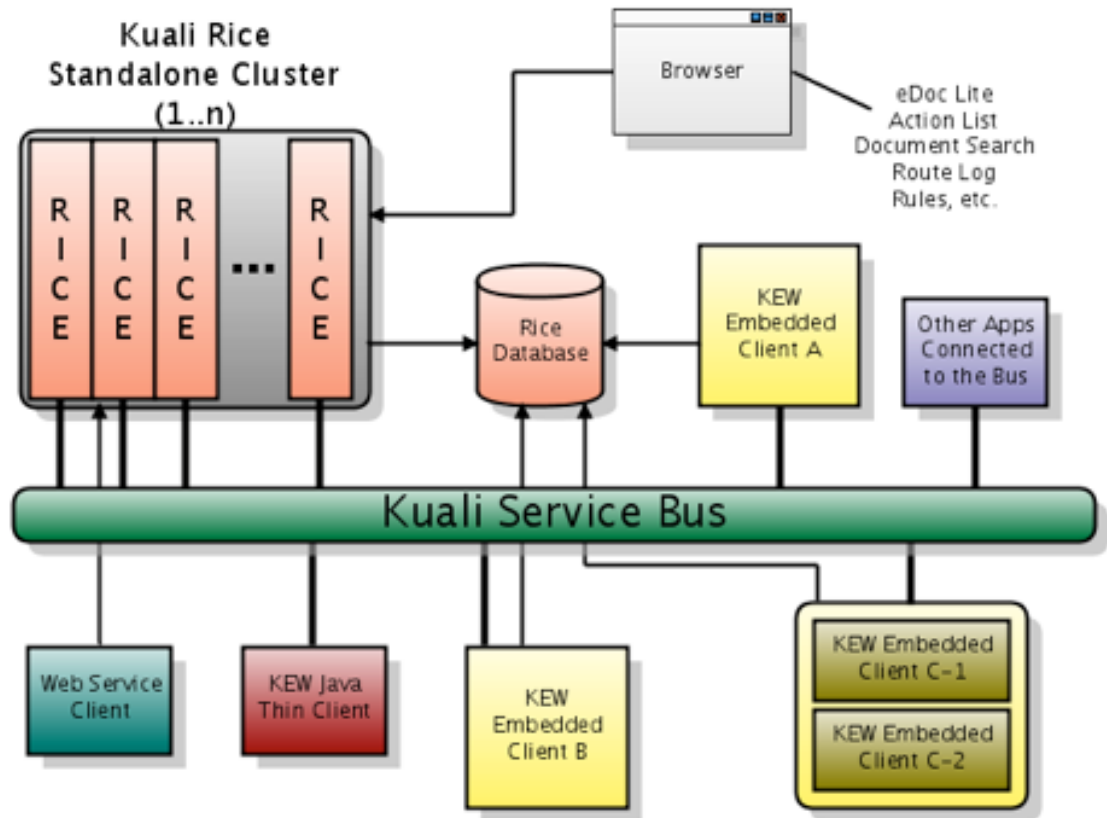 Kuali Rice
Standalone Cluster
(1..n)
Browser
eDoc Lite
Action List
Document Search
Route Log
Rules, etc.
R
I
C
E
R
I
C
E
R
I
C
E
...
R
I
C
E
Rice
Database
KEW
Embedded
Client A
Other Apps
Connected
to the Bus
Kuali Service Bus
Web Service
Client
KEW Java
Thin Client
KEW
Embedded
Client B
KEW Embedded
Client C-1
KEW Embedded
Client C-2